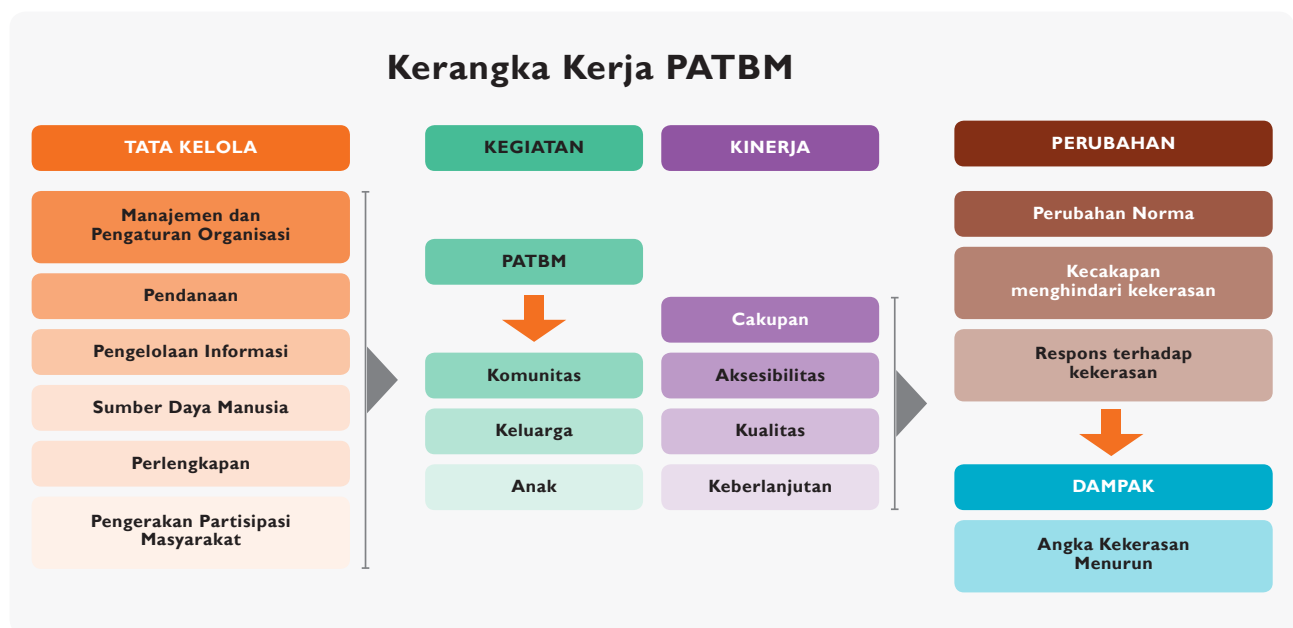 Kerangka Kerja PATBM
TATA KELOLA
Manajemen dan
Pengaturan Organisasi
Pendanaan
Pengelolaan Informasi
Sumber Daya Manusia
Perlengkapan
Pengerakan Partisipasi
Masyarakat
KEGIATAN
PATBM
Komunitas
Keluarga
Anak
KINERJA
Cakupan
Aksesibilitas
Kualitas
Keberlanjutan
PERUBAHAN
Perubahan Norma
Kecakapan
menghindari kekerasan
Respons terhadap
kekerasan
DAMPAK
Angka Kekerasan
Menurun